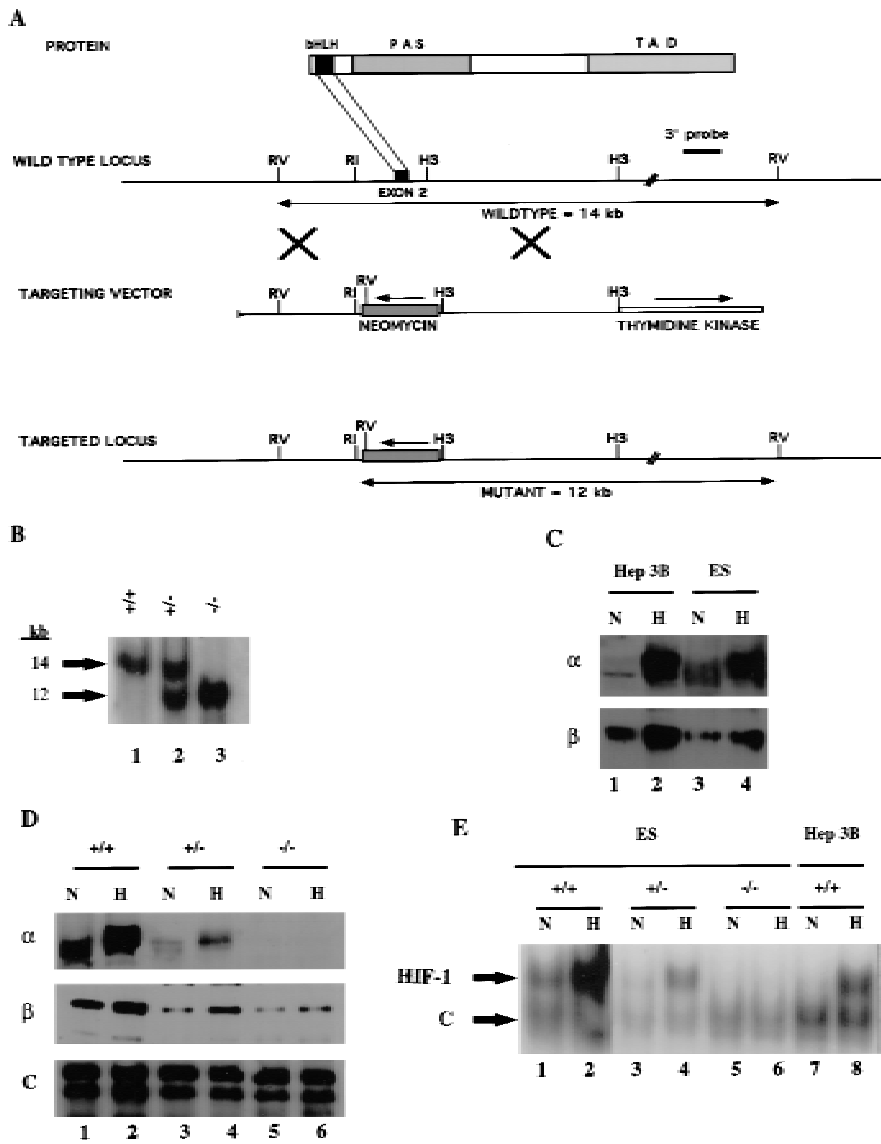 A
PROTEIN
bHLH PAS TAD
3' probe
WILD TYPE LOCUS RV RI H3 H3 RV
EXON 2
WILDTYPE = 14 kb
TARGETING VECTOR RV RI RV H3 H3
NEOMYCIN THYMIDINE KINASE
TARGETED LOCUS RV RI RV H3 H3 RV
MUTANT = 12 kb
B
+/+ +/- -/-
kb
14
12
1 2 3
C
Hep 3B ES
N H N H
α
β
1 2 3 4
D
+/+ +/- -/-
N H N H N H
α
β
C
1 2 3 4 5 6
E
ES Hep 3B
+/+ +/- -/- +/+
N H N H N H N H
HIF-1
C
1 2 3 4 5 6 7 8